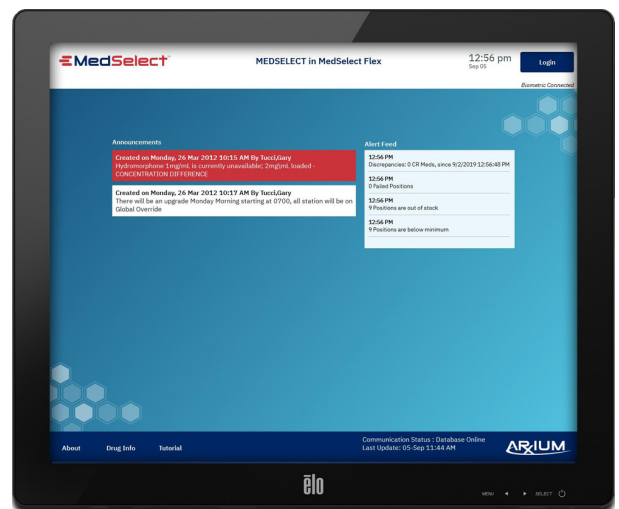 MedSelect™
MEDSELECT in MedSelect Flex
12:56 pm
Sep 05
Login
Biometric Connected
Announcements
Created on Monday, 26 Mar 2012 10:15 AM By Tucci,Gary
Hydromorphone 1mg/mL is currently unavailable; 2mg\mL loaded -
CONCENTRATION DIFFERENCE
Created on Monday, 26 Mar 2012 10:17 AM By Tucci,Gary
There will be an upgrade Monday Morning starting at 0700, all station will be on
Global Override
Alert Feed
12:56 PM
Discrepancies: 0 CR Meds, since 9/2/2019 12:56:48 PM
12:56 PM
0 Failed Positions
12:56 PM
9 Positions are out of stock
12:56 PM
9 Positions are below minimum
About
Drug Info
Tutorial
Communication Status : Database Online
Last Update: 05-Sep 11:44 AM
ARxIUM
ēlo
MENU
SELECT